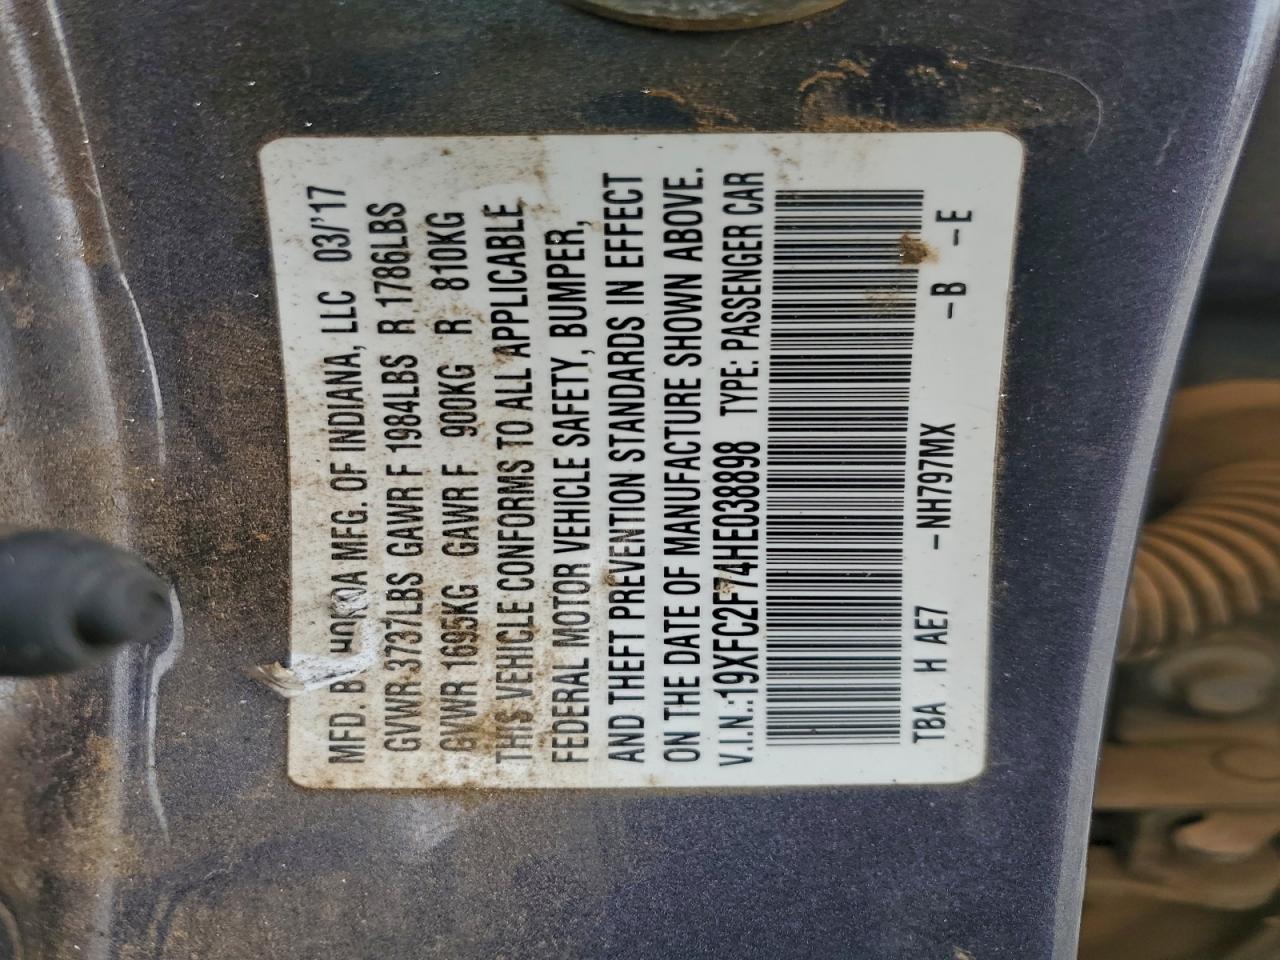 MFD. BY HONDA MFG. OF INDIANA, LLC 03/'17
GVWR 3737LBS GAWR F 1984LBS R 1786LBS
GVWR 1695KG GAWR F 900KG R 810KG
THIS VEHICLE CONFORMS TO ALL APPLICABLE
FEDERAL MOTOR VEHICLE SAFETY, BUMPER,
AND THEFT PREVENTION STANDARDS IN EFFECT
ON THE DATE OF MANUFACTURE SHOWN ABOVE.
V.I.N.:19XFC2F74HE038898 TYPE: PASSENGER CAR
TBA , H AE7 -NH797MX -B -E